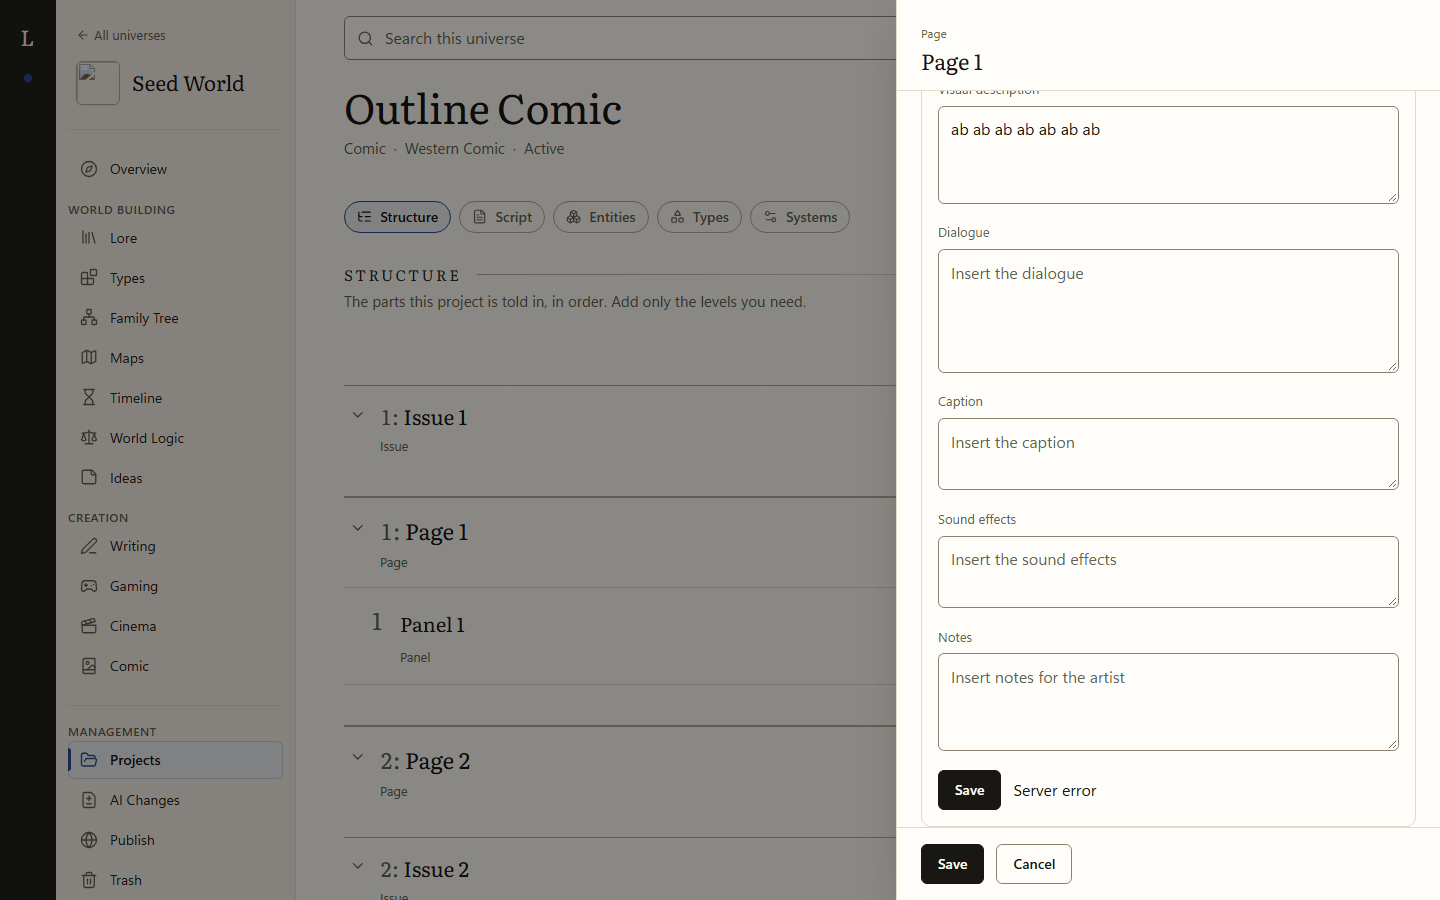 L
All universes
Seed World
Overview
WORLD BUILDING
Lore
Types
Family Tree
Maps
Timeline
World Logic
Ideas
CREATION
Writing
Gaming
Cinema
Comic
MANAGEMENT
Projects
AI Changes
Publish
Trash
Search this universe
Outline Comic
Comic · Western Comic · Active
Structure
Script
Entities
Types
Systems
STRUCTURE
The parts this project is told in, in order. Add only the levels you need.
1: Issue 1
Issue
1: Page 1
Page
1 Panel 1
Panel
2: Page 2
Page
2: Issue 2
Issue
Page
Page 1
Visual description
ab ab ab ab ab ab ab
Dialogue
Insert the dialogue
Caption
Insert the caption
Sound effects
Insert the sound effects
Notes
Insert notes for the artist
Save Server error
Save Cancel